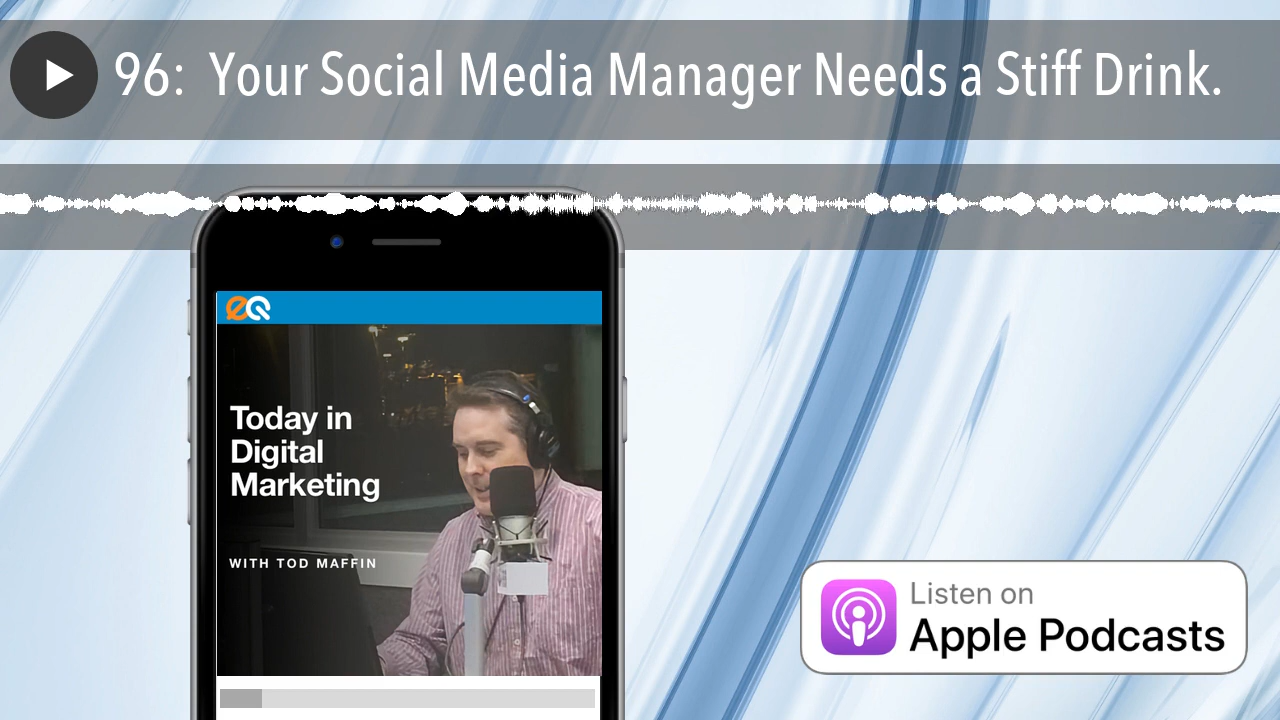 96: Your Social Media Manager Needs a Stiff Drink.
eQ
Today in
Digital
Marketing
WITH TOD MAFFIN
Listen on
Apple Podcasts